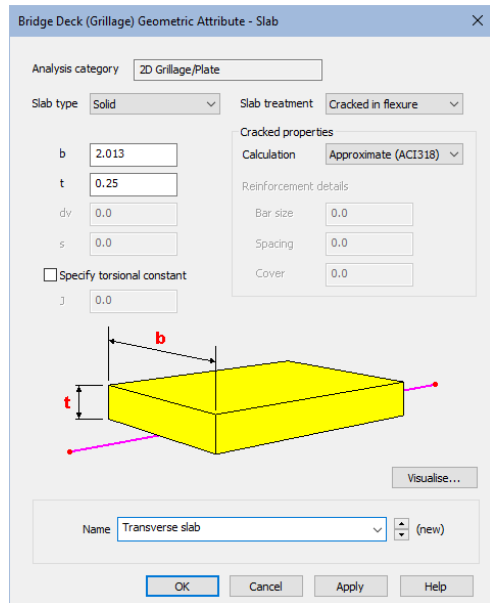 Bridge Deck (Grillage) Geometric Attribute - Slab
Analysis category 2D Grillage/Plate
Slab type Solid Slab treatment Cracked in flexure
Cracked properties
b 2.013 Calculation Approximate (ACI318)
t 0.25 Reinforcement details
dv 0.0 Bar size 0.0
s 0.0 Spacing 0.0
Specify torsional constant Cover 0.0
J 0.0
b
t
Visualise...
Name Transverse slab (new)
OK Cancel Apply Help